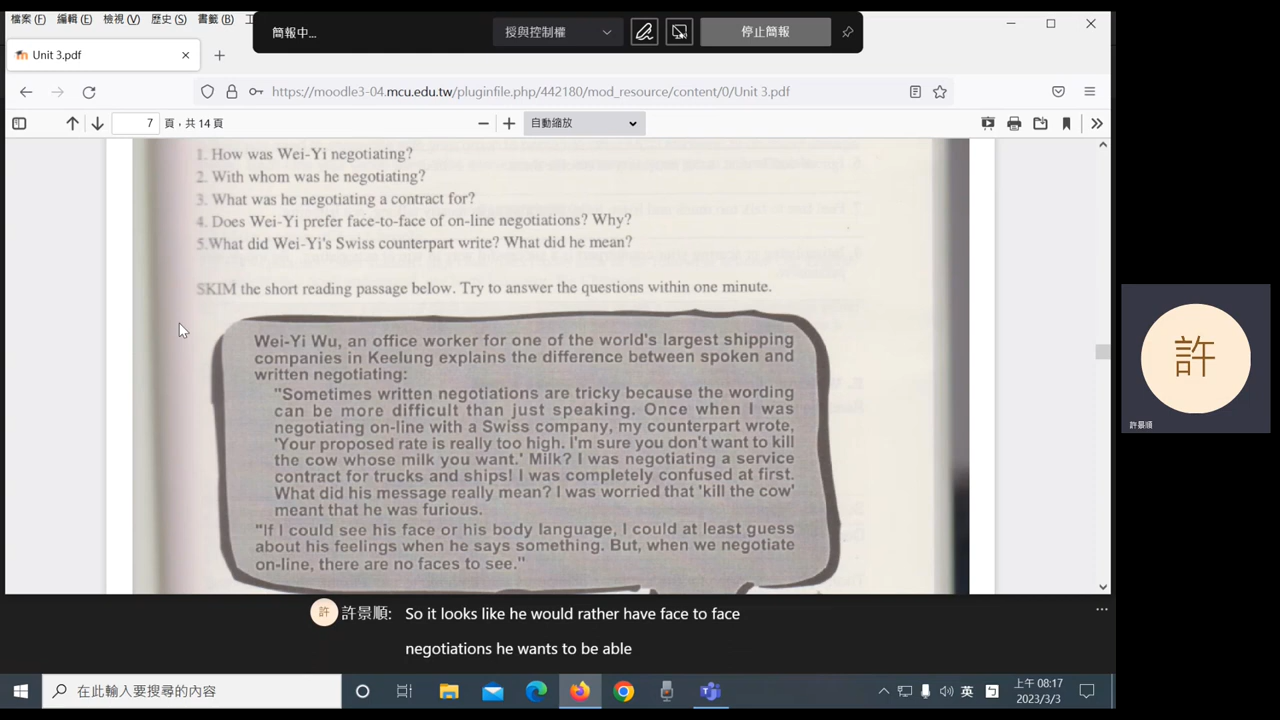 檔案(F) 編輯(E) 檢視(V) 歷史(S) 書籤(B)
簡報中...
授與控制權
停止簡報
Unit 3.pdf
https://moodle3-04.mcu.edu.tw/pluginfile.php/442180/mod_resource/content/0/Unit 3.pdf
7 頁，共 14 頁
自動縮放
1. How was Wei-Yi negotiating?
2. With whom was he negotiating?
3. What was he negotiating a contract for?
4. Does Wei-Yi prefer face-to-face of on-line negotiations? Why?
5.What did Wei-Yi's Swiss counterpart write? What did he mean?
SKIM the short reading passage below. Try to answer the questions within one minute.
Wei-Yi Wu, an office worker for one of the world's largest shipping
companies in Keelung explains the difference between spoken and
written negotiating:
"Sometimes written negotiations are tricky because the wording
can be more difficult than just speaking. Once when I was
negotiating on-line with a Swiss company, my counterpart wrote,
'Your proposed rate is really too high. I'm sure you don't want to kill
the cow whose milk you want.' Milk? I was negotiating a service
contract for trucks and ships! I was completely confused at first.
What did his message really mean? I was worried that 'kill the cow'
meant that he was furious.
"If I could see his face or his body language, I could at least guess
about his feelings when he says something. But, when we negotiate
on-line, there are no faces to see."
許
許景順
許 許景順: So it looks like he would rather have face to face
negotiations he wants to be able
在此輸入要搜尋的文字
英
上午 08:17
2023/3/3